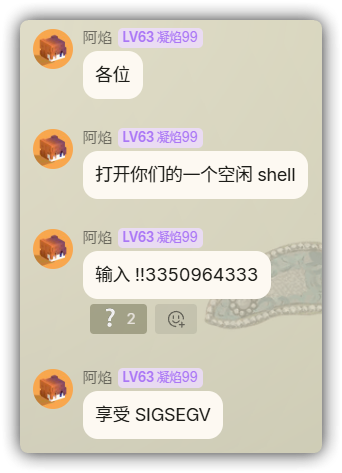 阿焰 LV63 凝焰99
各位
阿焰 LV63 凝焰99
打开你们的一个空闲 shell
阿焰 LV63 凝焰99
输入 !!3350964333
? 2
阿焰 LV63 凝焰99
享受 SIGSEGV